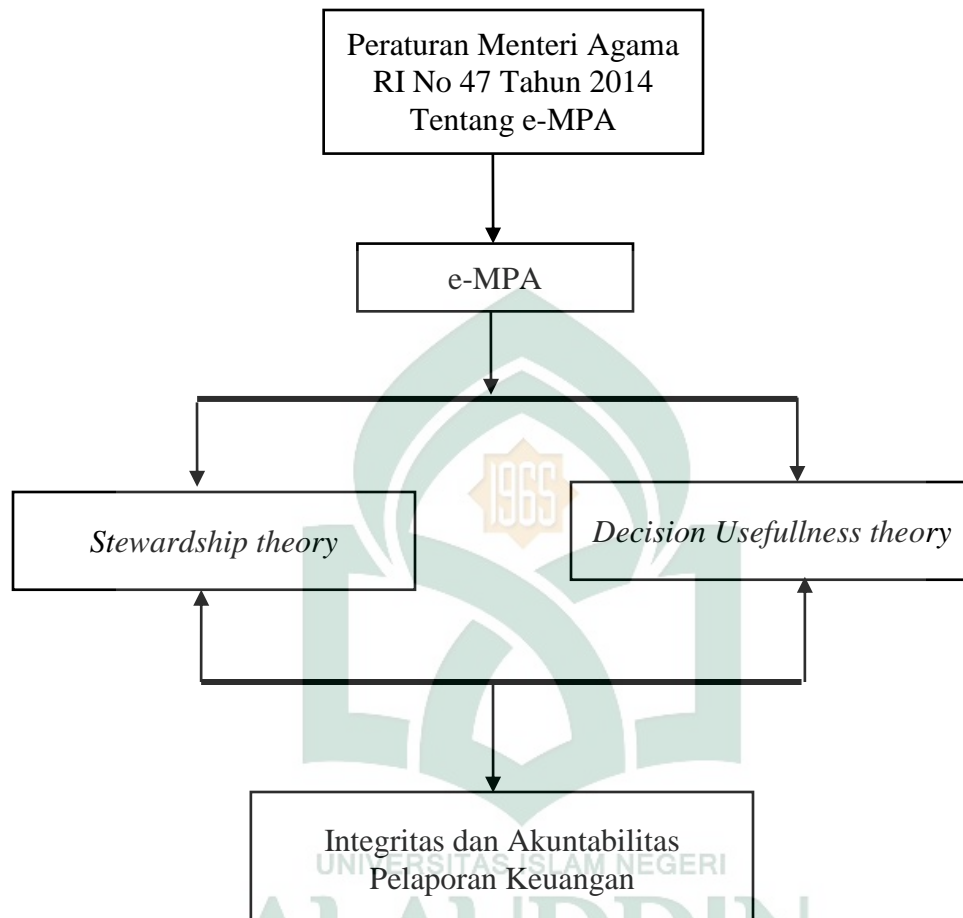 Peraturan Menteri Agama
RI No 47 Tahun 2014
Tentang e-MPA
e-MPA
1965
Stewardship theory
Decision Usefullness theory
Integritas dan Akuntabilitas
Pelaporan Keuangan
UNIVERSITAS ISLAM NEGERI
ALAUDDIN